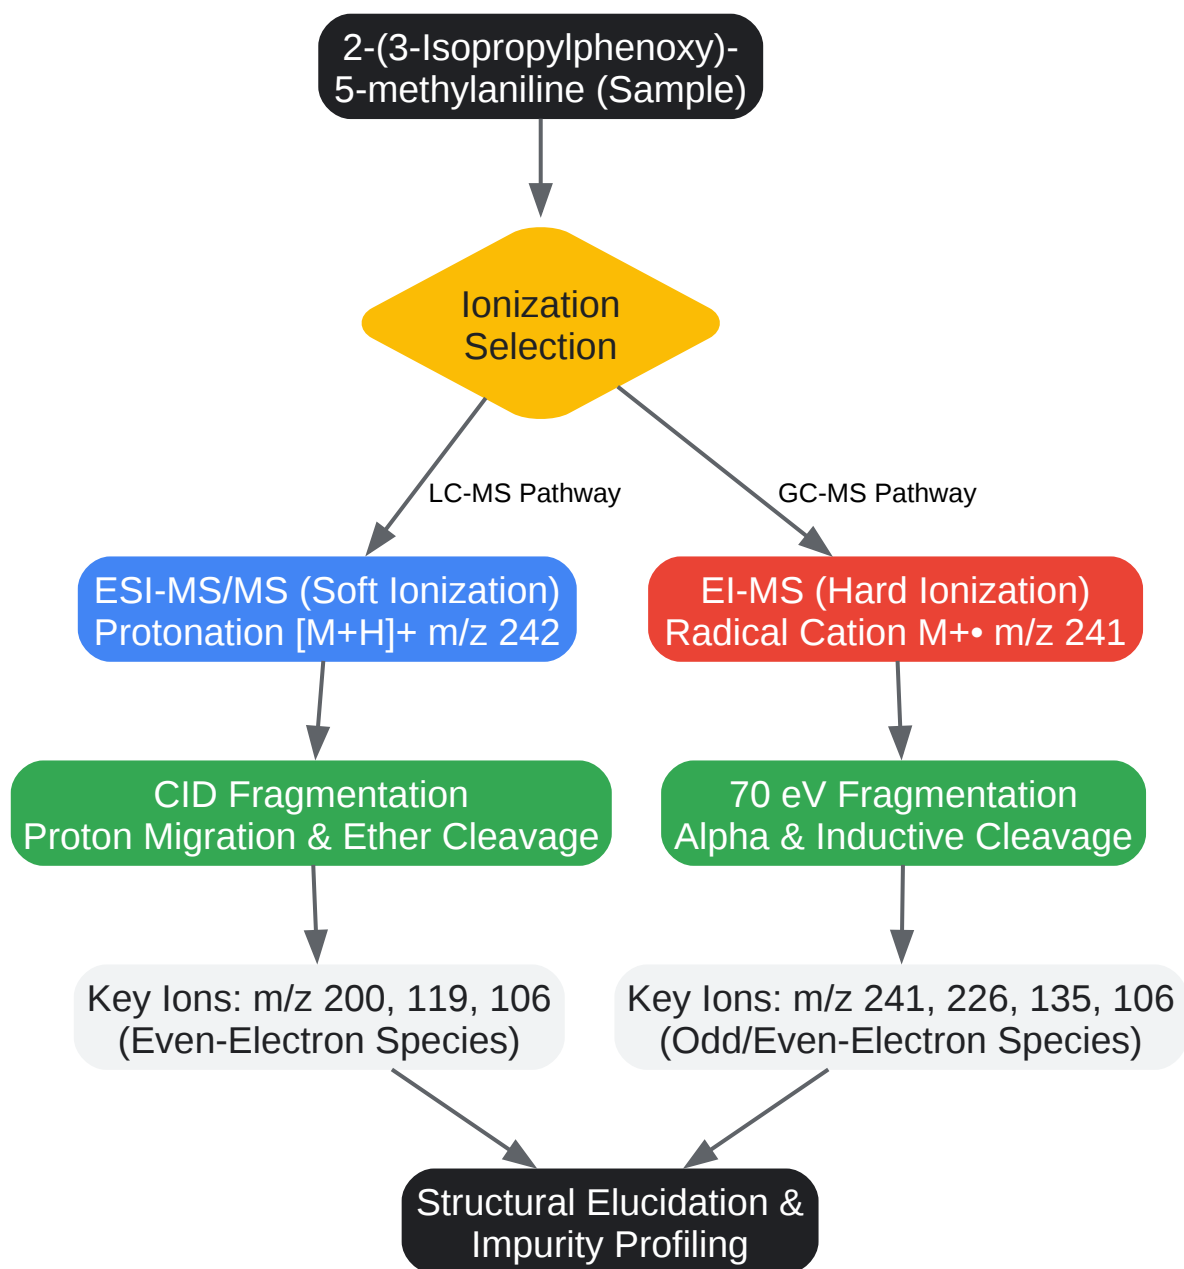 2-(3-Isopropylphenoxy)-
5-methylaniline (Sample)
Ionization
Selection
LC-MS Pathway
GC-MS Pathway
ESI-MS/MS (Soft Ionization)
Protonation [M+H]+ m/z 242
EI-MS (Hard Ionization)
Radical Cation M+• m/z 241
CID Fragmentation
Proton Migration & Ether Cleavage
70 eV Fragmentation
Alpha & Inductive Cleavage
Key Ions: m/z 200, 119, 106
(Even-Electron Species)
Key Ions: m/z 241, 226, 135, 106
(Odd/Even-Electron Species)
Structural Elucidation &
Impurity Profiling